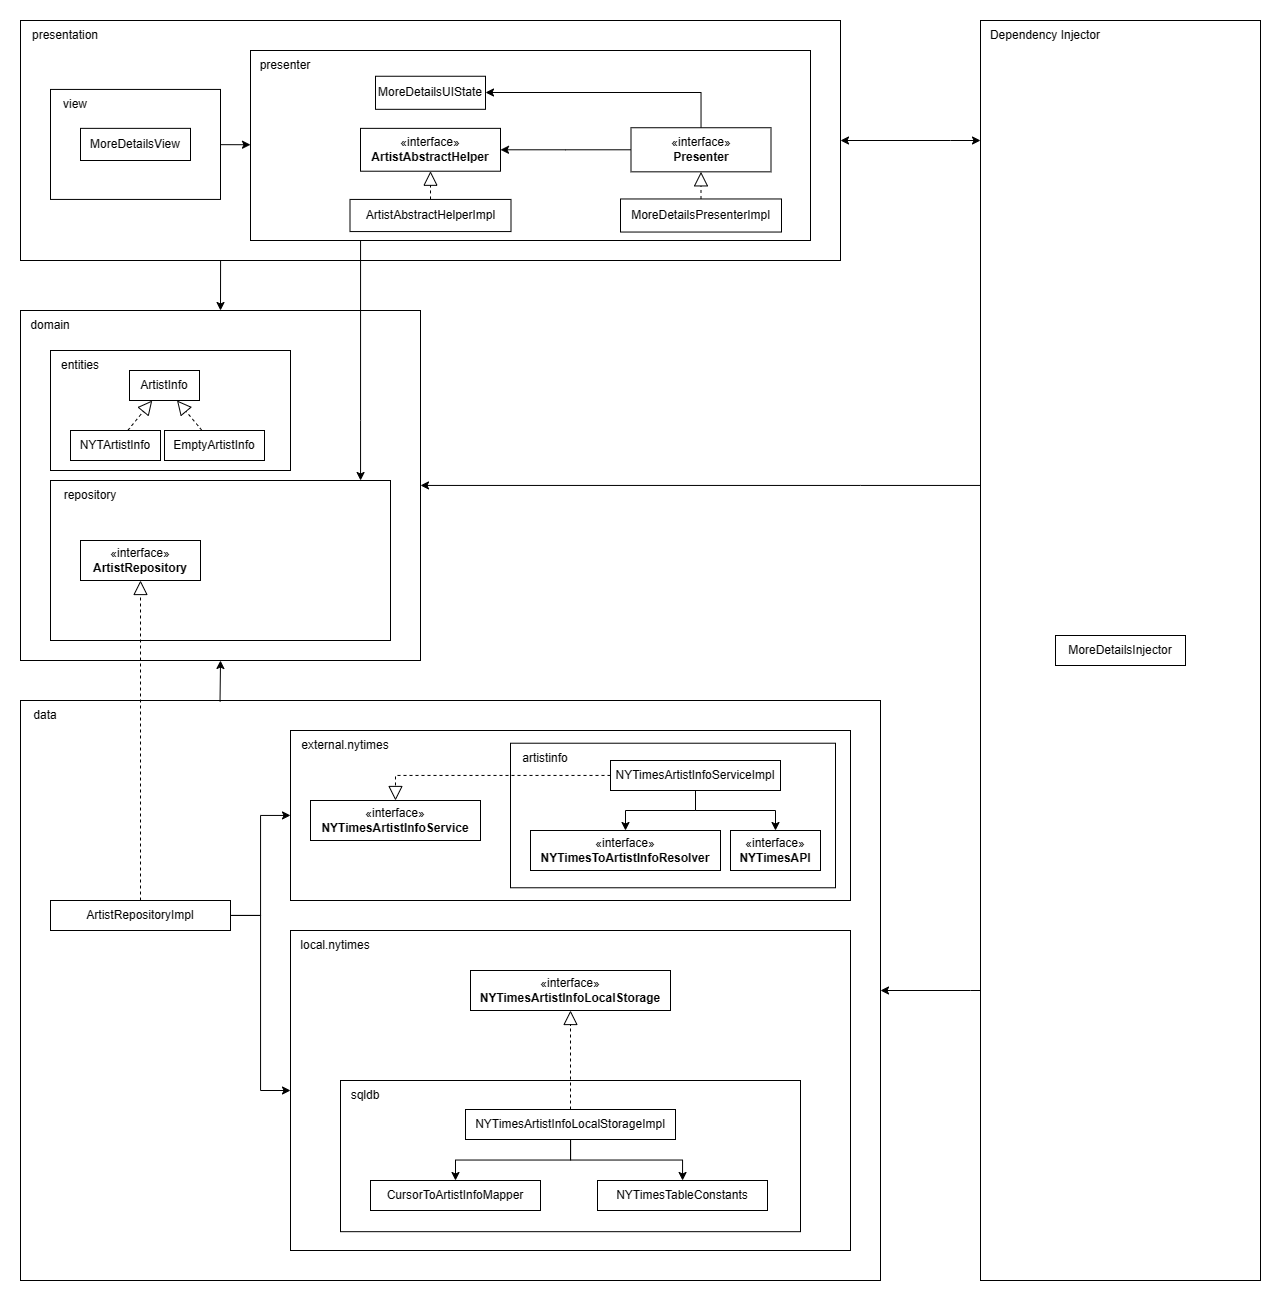 presentation
Dependency Injector
presenter
view
MoreDetailsUIState
MoreDetailsView
«interface»
ArtistAbstractHelper
«interface»
Presenter
ArtistAbstractHelperImpl
MoreDetailsPresenterImpl
domain
entities
ArtistInfo
NYTArtistInfo
EmptyArtistInfo
repository
«interface»
ArtistRepository
MoreDetailsInjector
data
external.nytimes
artistinfo
NYTimesArtistInfoServiceImpl
«interface»
NYTimesArtistInfoService
«interface»
NYTimesToArtistInfoResolver
«interface»
NYTimesAPI
ArtistRepositoryImpl
local.nytimes
«interface»
NYTimesArtistInfoLocalStorage
sqldb
NYTimesArtistInfoLocalStorageImpl
CursorToArtistInfoMapper
NYTimesTableConstants